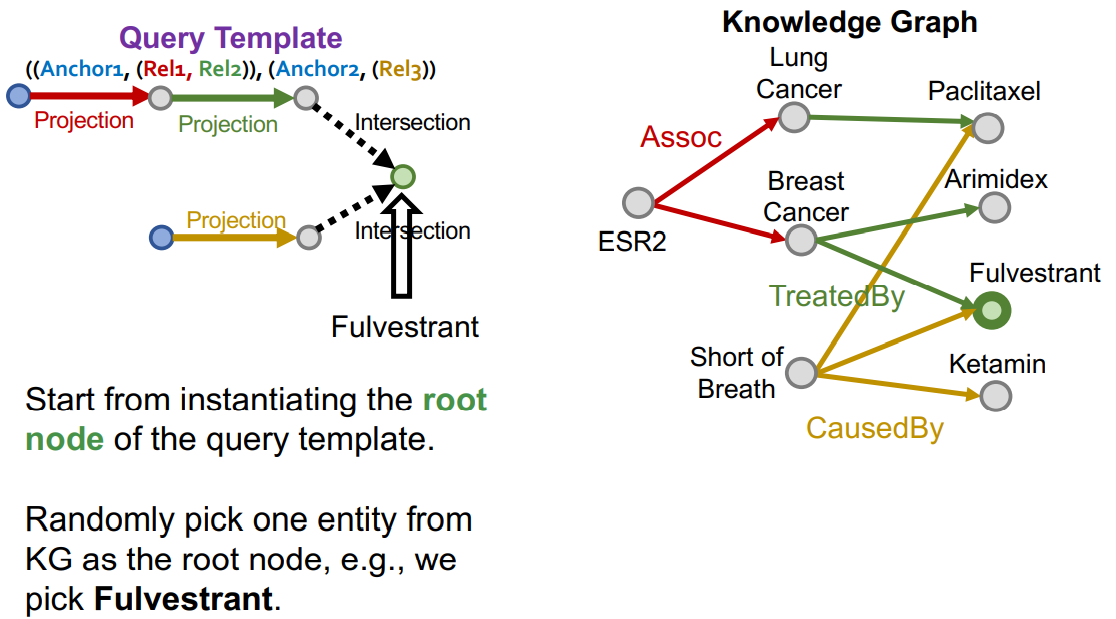 Query Template
((Anchor1, (Rel1, Rel2)), (Anchor2, (Rel3))
Projection
Projection
Intersection
Projection
Intersection
Fulvestrant
Start from instantiating the root
node of the query template.
Randomly pick one entity from
KG as the root node, e.g., we
pick Fulvestrant.
Knowledge Graph
Lung
Cancer
Paclitaxel
Assoc
Breast
Cancer
Arimidex
ESR2
Fulvestrant
TreatedBy
Short of
Breath
Ketamin
CausedBy